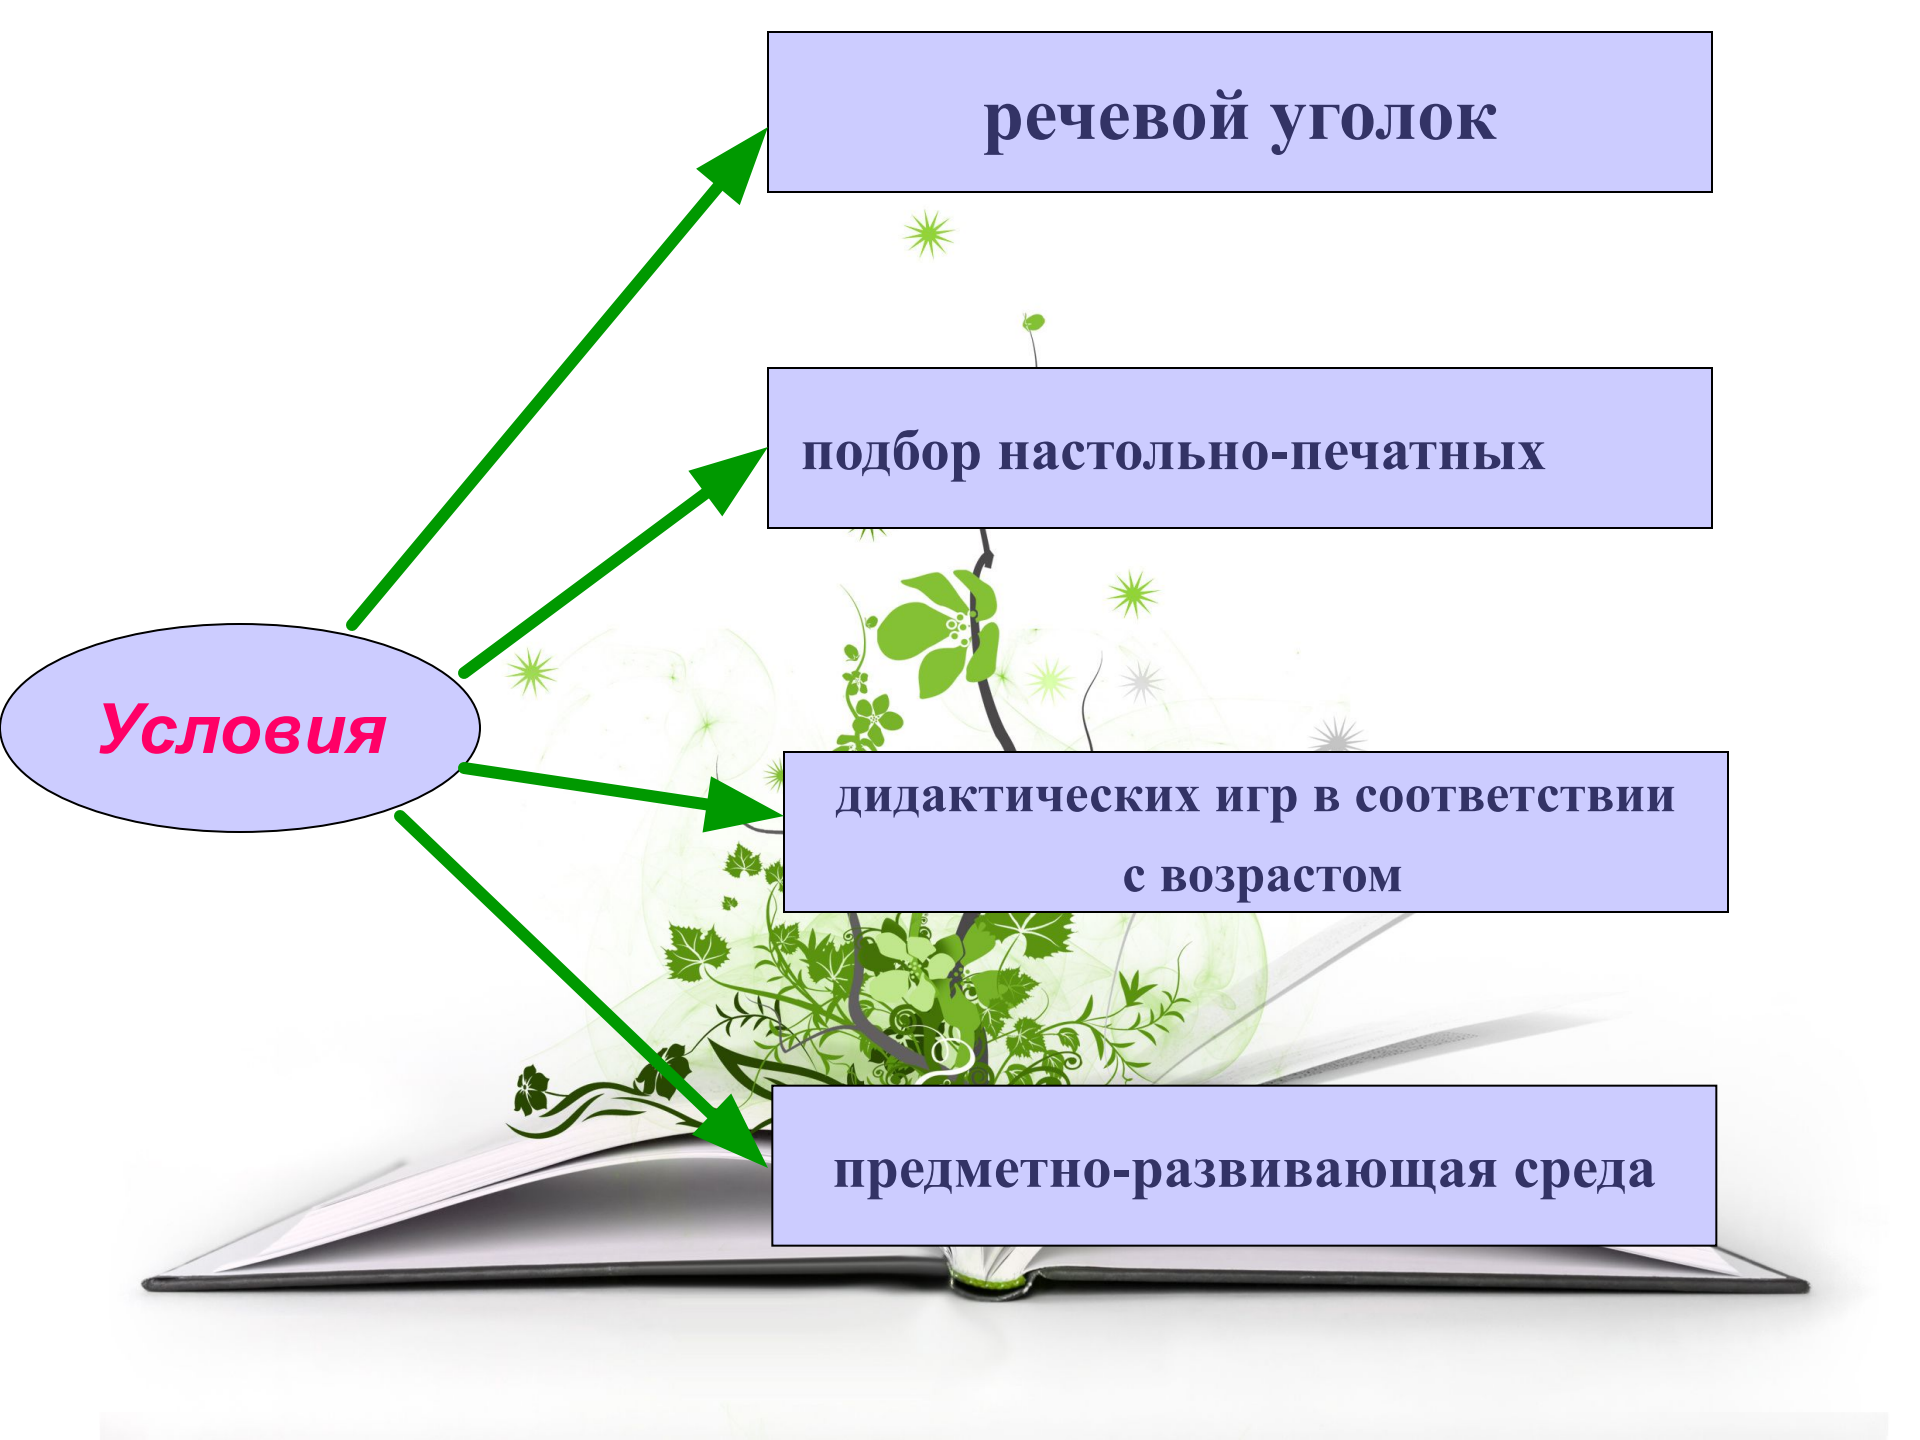 речевой уголок
подбор настольно-печатных
Условия
дидактических игр в соответствии
с возрастом
предметно-развивающая среда